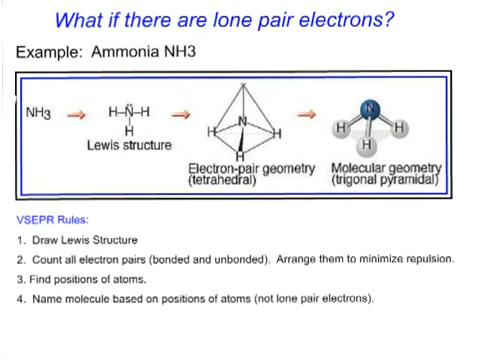 What if there are lone pair electrons?
Example: Ammonia NH3
NH3 → H–N̈–H → N H H H → N H H H
H
Lewis structure
Electron-pair geometry
(tetrahedral)
Molecular geometry
(trigonal pyramidal)
VSEPR Rules:
1. Draw Lewis Structure
2. Count all electron pairs (bonded and unbonded). Arrange them to minimize repulsion.
3. Find positions of atoms.
4. Name molecule based on positions of atoms (not lone pair electrons).